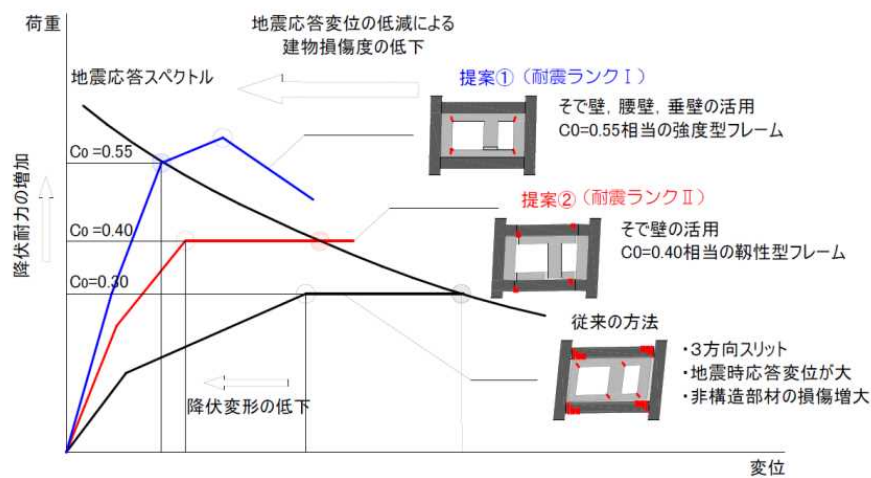 荷重
地震応答変位の低減による
建物損傷度の低下
地震応答スペクトル
提案①(耐震ランクⅠ)
そで壁, 腰壁, 垂壁の活用
C0=0.55相当の強度型フレーム
C0 =0.55
降伏耐力の増加
提案②(耐震ランクⅡ)
そで壁の活用
C0=0.40相当の靱性型フレーム
C0 =0.40
C0=0.30
従来の方法
・3方向スリット
・地震時応答変位が大
・非構造部材の損傷増大
降伏変形の低下
変位